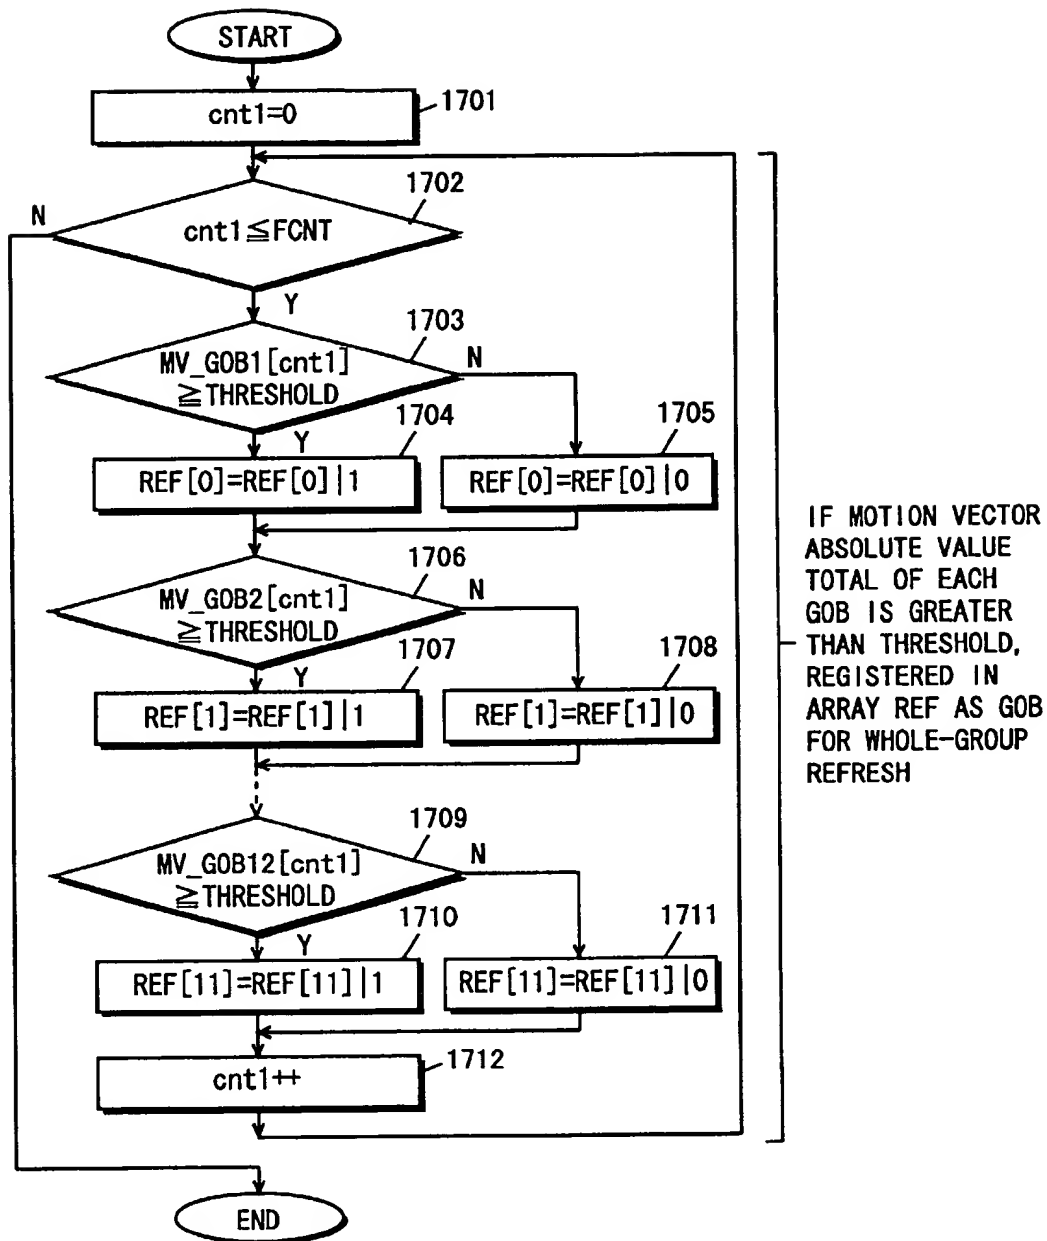 START
cnt1=0
1701
1702
N
cnt1≦FCNT
Y
1703
MV_GOB1[cnt1]
≧THRESHOLD
N
1704
Y
1705
REF[0]=REF[0]|1
REF[0]=REF[0]|0
1706
MV_GOB2[cnt1]
≧THRESHOLD
N
1707
Y
1708
REF[1]=REF[1]|1
REF[1]=REF[1]|0
1709
MV_GOB12[cnt1]
≧THRESHOLD
N
1710
Y
1711
REF[11]=REF[11]|1
REF[11]=REF[11]|0
1712
cnt1++
END
IF MOTION VECTOR
ABSOLUTE VALUE
TOTAL OF EACH
GOB IS GREATER
THAN THRESHOLD,
REGISTERED IN
ARRAY REF AS GOB
FOR WHOLE-GROUP
REFRESH